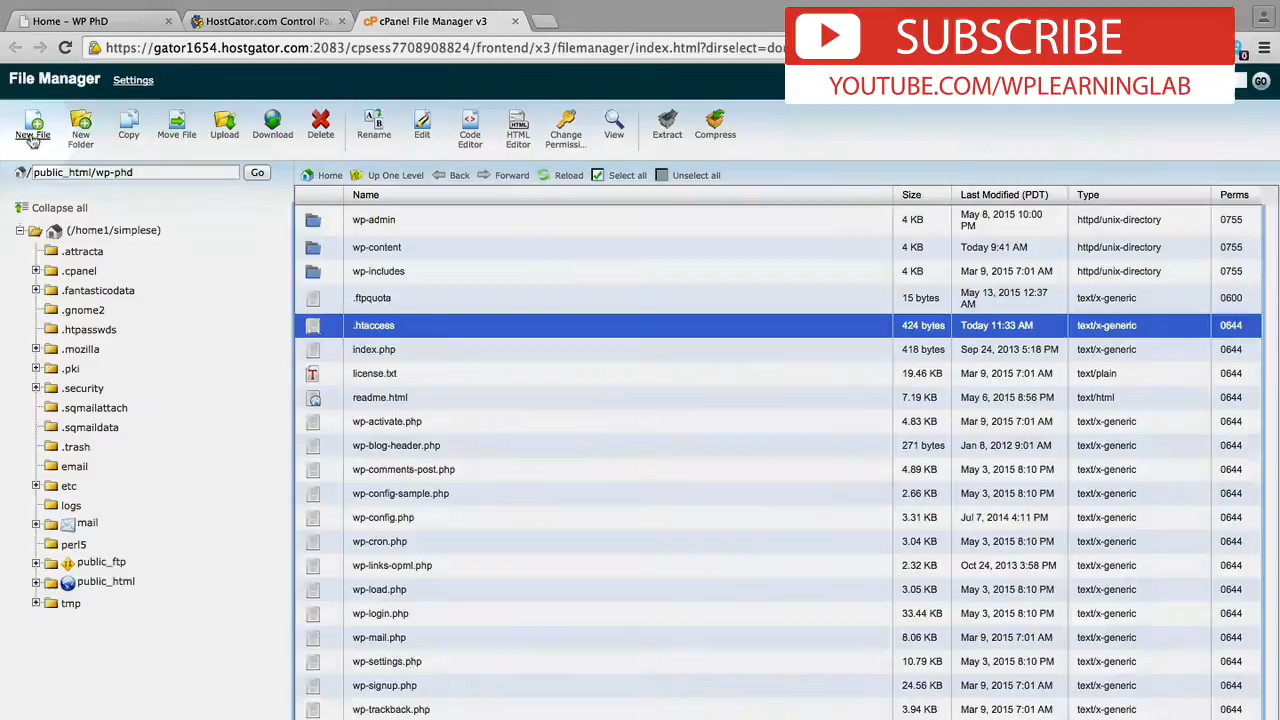 Home - WP PhD
HostGator.com Control Pa
cPanel File Manager v3
https://gator1654.hostgator.com:2083/cpsess7708908824/frontend/x3/filemanager/index.html?dirselect=do
SUBSCRIBE
YOUTUBE.COM/WPLEARNINGLAB
0
File Manager
Settings
GO
New File
New Folder
Copy
Move File
Upload
Download
Delete
Rename
Edit
Code Editor
HTML Editor
Change Permissi...
View
Extract
Compress
/ public_html/wp-phd
Go
Home
Up One Level
Back
Forward
Reload
Select all
Unselect all
Collapse all
(/home1/simplese)
.attracta
.cpanel
.fantasticodata
.gnome2
.htpasswds
.mozilla
.pki
.security
.sqmailattach
.sqmaildata
.trash
email
etc
logs
mail
perl5
public_ftp
public_html
tmp
Name Size Last Modified (PDT) Type Perms
wp-admin 4 KB May 8, 2015 10:00 PM httpd/unix-directory 0755
wp-content 4 KB Today 9:41 AM httpd/unix-directory 0755
wp-includes 4 KB Mar 9, 2015 7:01 AM httpd/unix-directory 0755
.ftpquota 15 bytes May 13, 2015 12:37 AM text/x-generic 0600
.htaccess 424 bytes Today 11:33 AM text/x-generic 0644
index.php 418 bytes Sep 24, 2013 5:18 PM text/x-generic 0644
license.txt 19.46 KB Mar 9, 2015 7:01 AM text/plain 0644
readme.html 7.19 KB May 6, 2015 8:56 PM text/html 0644
wp-activate.php 4.83 KB Mar 9, 2015 7:01 AM text/x-generic 0644
wp-blog-header.php 271 bytes Jan 8, 2012 9:01 AM text/x-generic 0644
wp-comments-post.php 4.89 KB May 3, 2015 8:10 PM text/x-generic 0644
wp-config-sample.php 2.66 KB May 3, 2015 8:10 PM text/x-generic 0644
wp-config.php 3.31 KB Jul 7, 2014 4:11 PM text/x-generic 0644
wp-cron.php 3.04 KB May 3, 2015 8:10 PM text/x-generic 0644
wp-links-opml.php 2.32 KB Oct 24, 2013 3:58 PM text/x-generic 0644
wp-load.php 3.05 KB May 3, 2015 8:10 PM text/x-generic 0644
wp-login.php 33.44 KB May 3, 2015 8:10 PM text/x-generic 0644
wp-mail.php 8.06 KB Mar 9, 2015 7:01 AM text/x-generic 0644
wp-settings.php 10.79 KB May 3, 2015 8:10 PM text/x-generic 0644
wp-signup.php 24.56 KB Mar 9, 2015 7:01 AM text/x-generic 0644
wp-trackback.php 3.94 KB May 3, 2015 8:10 PM text/x-generic 0644